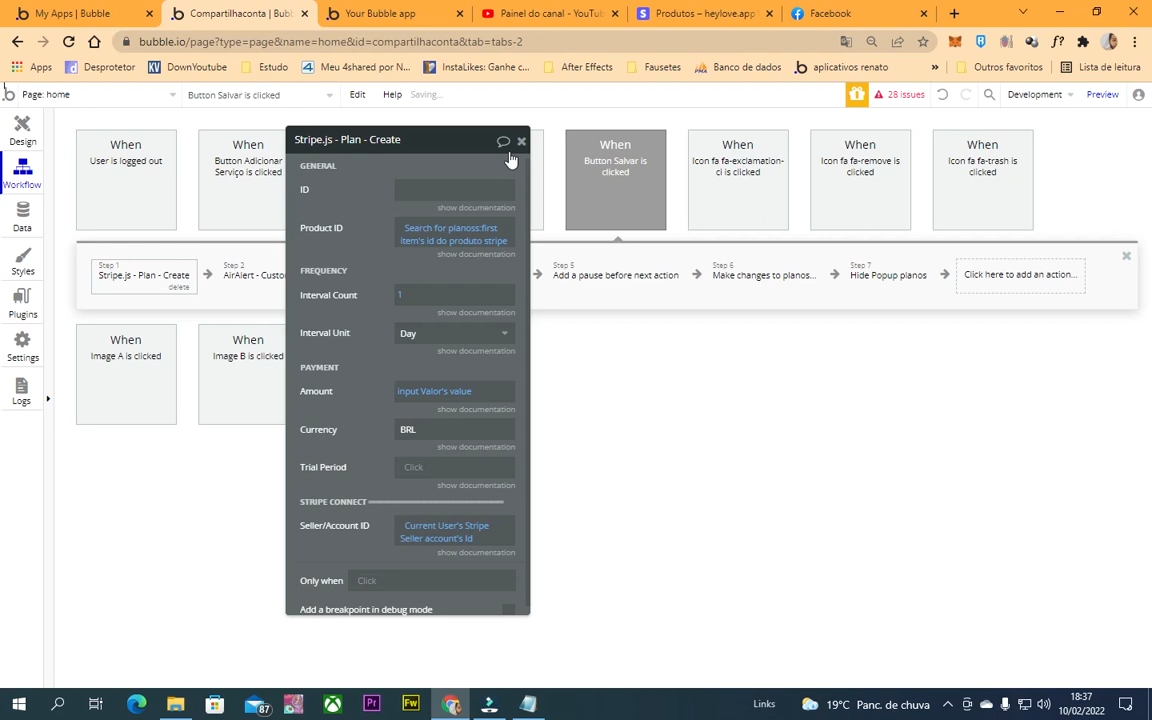 My Apps | Bubble
Compartilhaconta | Bubb
Your Bubble app
Painel do canal - YouTub
Produtos – heylove.app
Facebook
bubble.io/page?type=page&name=home&id=compartilhaconta&tab=tabs-2
Apps
Desprotetor
DownYoutube
Estudo
Meu 4shared por N...
InstaLikes: Ganhe c...
After Effects
Fausetes
Banco de dados
aplicativos renato
»
Outros favoritos
Lista de leitura
Page: home
Button Salvar is clicked
Edit
Help
Saving...
28 issues
Development
Preview
Design
Workflow
Data
Styles
Plugins
Settings
Logs
When
User is logged out
When
Button Adicionar
Serviço is clicked
When
Button Salvar is
clicked
When
Icon fa fa-exclamation-
ci is clicked
When
Icon fa fa-remove is
clicked
When
Icon fa fa-trash is
clicked
Step 1
Stripe.js - Plan - Create
delete
Step 2
AirAlert - Custo
Step 5
Add a pause before next action
Step 6
Make changes to planos...
Step 7
Hide Popup planos
Click here to add an action...
When
Image A is clicked
When
Image B is clicked
Stripe.js - Plan - Create
GENERAL
ID
show documentation
Product ID
Search for planoss:first
item's id do produto stripe
show documentation
FREQUENCY
Interval Count
1
show documentation
Interval Unit
Day
show documentation
PAYMENT
Amount
input Valor's value
show documentation
Currency
BRL
show documentation
Trial Period
Click
show documentation
STRIPE CONNECT
Seller/Account ID
Current User's Stripe
Seller account's Id
show documentation
Only when
Click
Add a breakpoint in debug mode
87
Pr
Fw
Links
19°C Panc. de chuva
18:37
10/02/2022